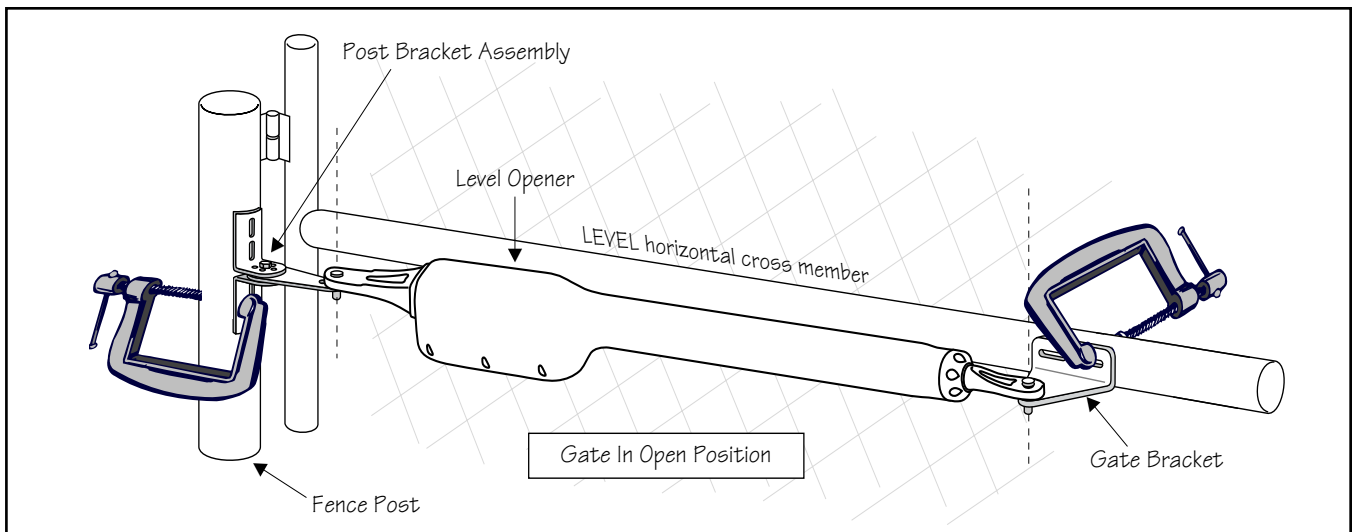 Post Bracket Assembly
Level Opener
LEVEL horizontal cross member
Gate In Open Position
Gate Bracket
Fence Post